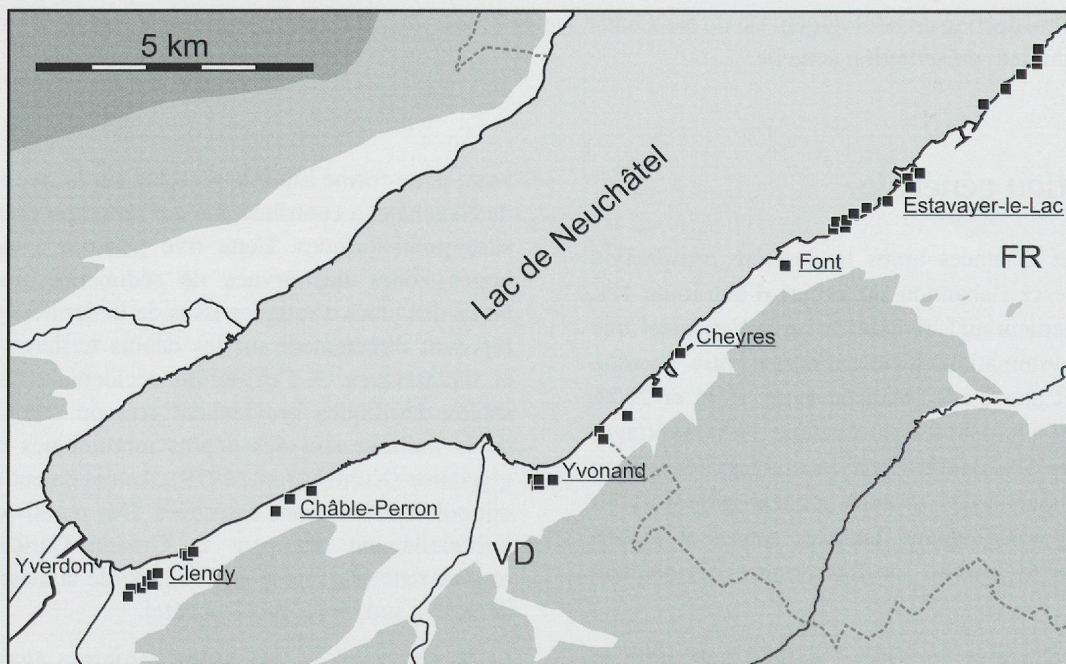 5 km
Lac de Neuchâtel
Estavayer-le-Lac
FR
Font
Cheyres
Yvonand
Châble-Perron
VD
Yverdon
Clendy